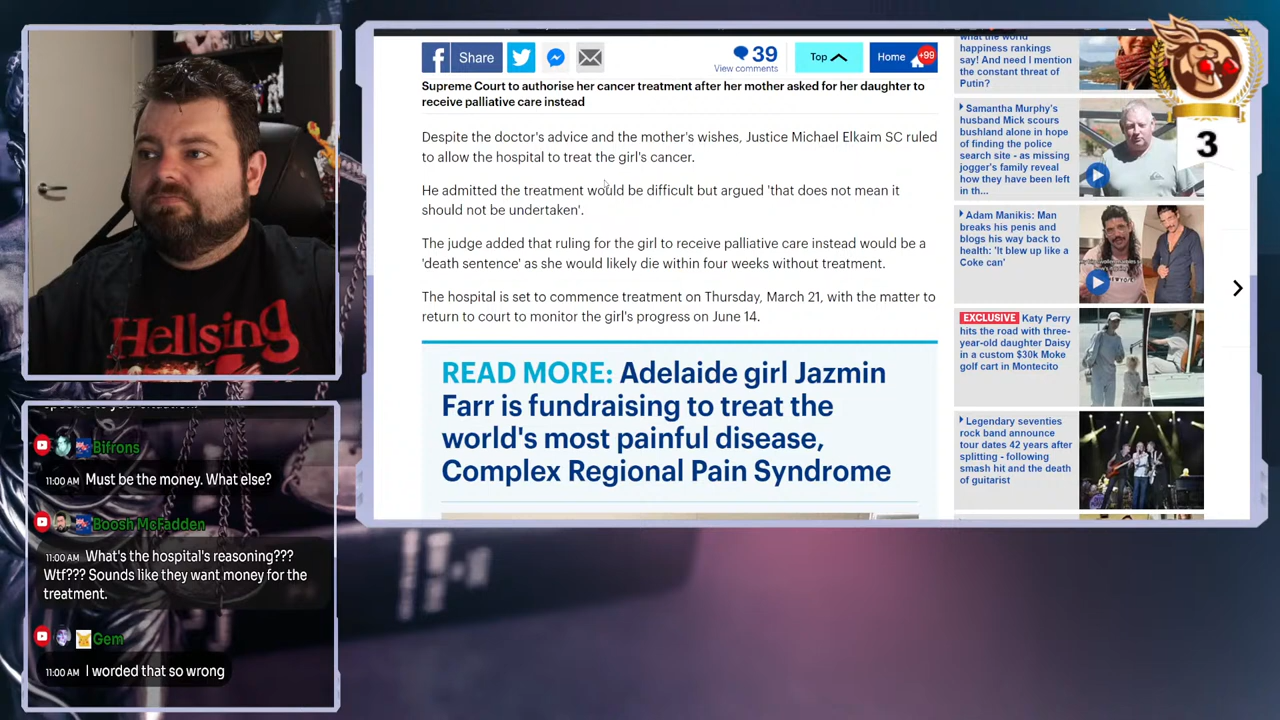 Hellsing
Bifrons
11:00 AM Must be the money. What else?
Boosh McFadden
11:00 AM What's the hospital's reasoning???
Wtf??? Sounds like they want money for the
treatment.
Gem
11:00 AM I worded that so wrong
Share
39
View comments
Top
Home
+99
Supreme Court to authorise her cancer treatment after her mother asked for her daughter to
receive palliative care instead
Despite the doctor's advice and the mother's wishes, Justice Michael Elkaim SC ruled
to allow the hospital to treat the girl's cancer.
He admitted the treatment would be difficult but argued 'that does not mean it
should not be undertaken'.
The judge added that ruling for the girl to receive palliative care instead would be a
'death sentence' as she would likely die within four weeks without treatment.
The hospital is set to commence treatment on Thursday, March 21, with the matter to
return to court to monitor the girl's progress on June 14.
READ MORE: Adelaide girl Jazmin
Farr is fundraising to treat the
world's most painful disease,
Complex Regional Pain Syndrome
what the world
happiness rankings
say! And need I mention
the constant threat of
Putin?
Samantha Murphy's
husband Mick scours
bushland alone in hope
of finding the police
search site - as missing
jogger's family reveal
how they have been left
in th...
Adam Manikis: Man
breaks his penis and
blogs his way back to
health: 'It blew up like a
Coke can'
EXCLUSIVE Katy Perry
hits the road with three-
year-old daughter Daisy
in a custom $30k Moke
golf cart in Montecito
Legendary seventies
rock band announce
tour dates 42 years after
splitting - following
smash hit and the death
of guitarist
3